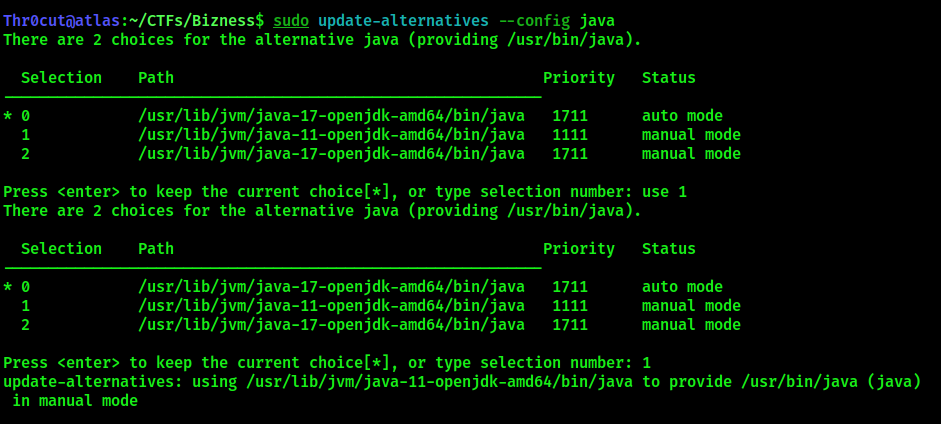 Thr0cut@atlas:~/CTFs/Bizness$ sudo update-alternatives --config java
There are 2 choices for the alternative java (providing /usr/bin/java).
  Selection    Path                                            Priority   Status
* 0            /usr/lib/jvm/java-17-openjdk-amd64/bin/java   1711      auto mode
  1            /usr/lib/jvm/java-11-openjdk-amd64/bin/java   1111      manual mode
  2            /usr/lib/jvm/java-17-openjdk-amd64/bin/java   1711      manual mode
Press <enter> to keep the current choice[*], or type selection number: use 1
There are 2 choices for the alternative java (providing /usr/bin/java).
  Selection    Path                                            Priority   Status
* 0            /usr/lib/jvm/java-17-openjdk-amd64/bin/java   1711      auto mode
  1            /usr/lib/jvm/java-11-openjdk-amd64/bin/java   1111      manual mode
  2            /usr/lib/jvm/java-17-openjdk-amd64/bin/java   1711      manual mode
Press <enter> to keep the current choice[*], or type selection number: 1
update-alternatives: using /usr/lib/jvm/java-11-openjdk-amd64/bin/java to provide /usr/bin/java (java)
 in manual mode